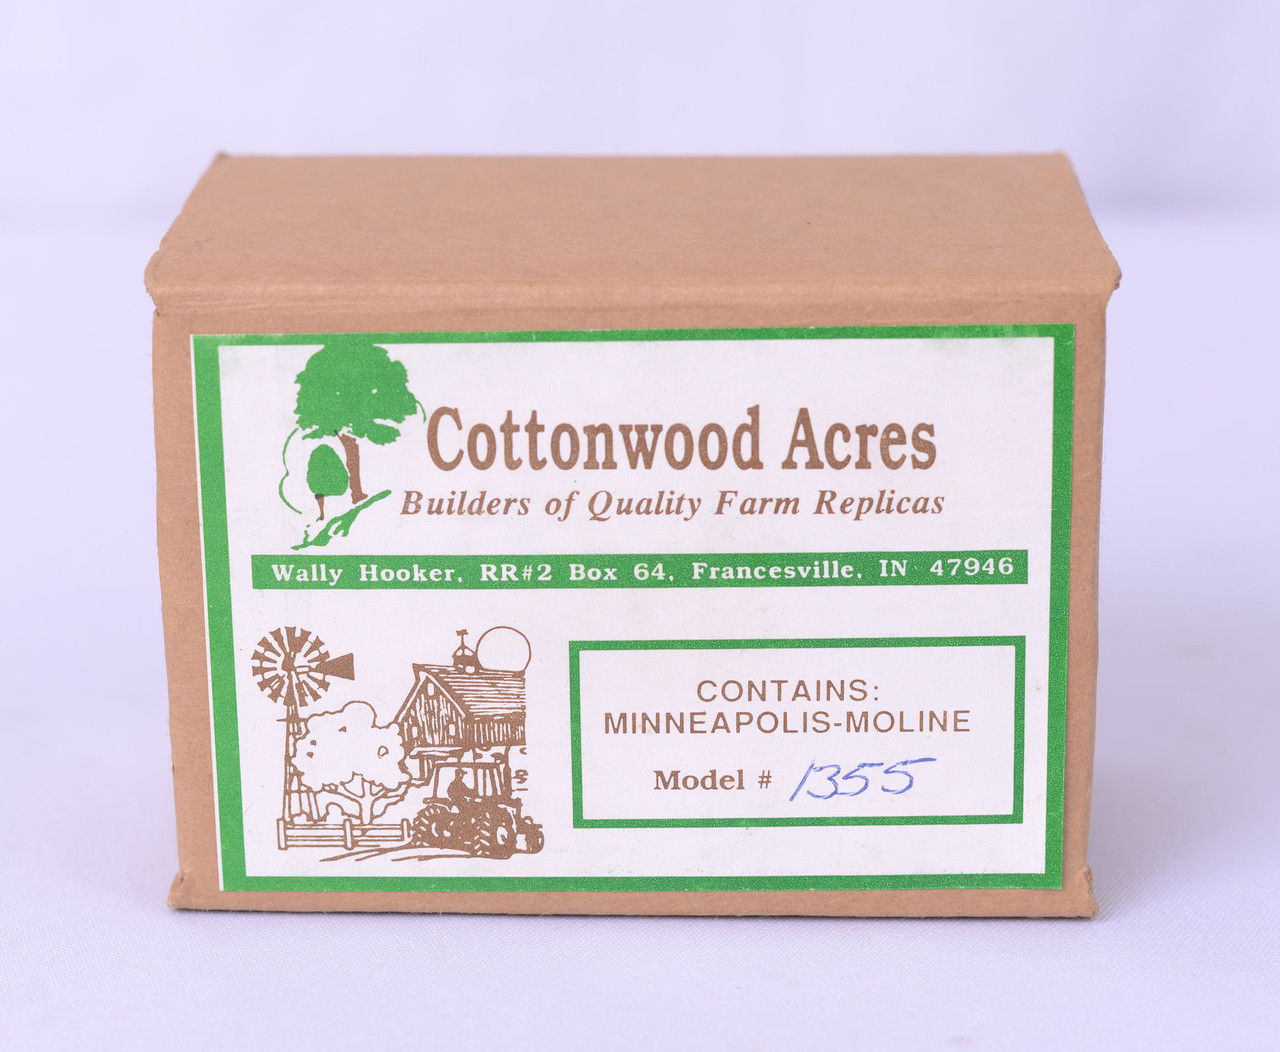 Cottonwood Acres
Builders of Quality Farm Replicas
Wally Hooker, RR#2 Box 64, Francesville, IN 47946
CONTAINS:
MINNEAPOLIS-MOLINE
Model # 1355